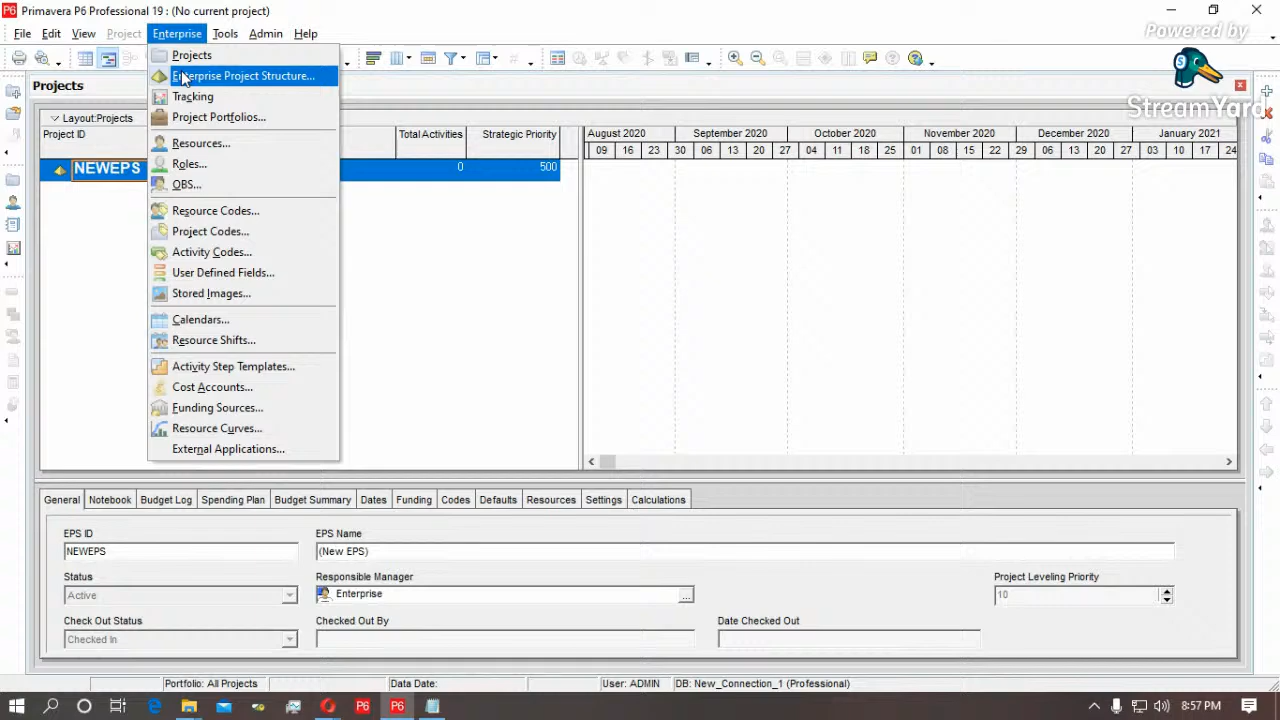 Primavera P6 Professional 19 : (No current project)
File Edit View Project Enterprise Tools Admin Help
Powered by
StreamYard
Projects
Enterprise Project Structure...
Tracking
Project Portfolios...
Resources...
Roles...
OBS...
Resource Codes...
Project Codes...
Activity Codes...
User Defined Fields...
Stored Images...
Calendars...
Resource Shifts...
Activity Step Templates...
Cost Accounts...
Funding Sources...
Resource Curves...
External Applications...
Projects
Layout:Projects
Project ID Total Activities Strategic Priority
NEWEPS 0 500
August 2020 September 2020 October 2020 November 2020 December 2020 January 2021
09 16 23 30 06 13 20 27 04 11 18 25 01 08 15 22 29 06 13 20 27 03 10 17 24
General Notebook Budget Log Spending Plan Budget Summary Dates Funding Codes Defaults Resources Settings Calculations
EPS ID EPS Name
NEWEPS (New EPS)
Status Responsible Manager Project Leveling Priority
Active Enterprise ... 10
Check Out Status Checked Out By Date Checked Out
Checked In
Portfolio: All Projects Data Date: User: ADMIN DB: New_Connection_1 (Professional)
8:57 PM